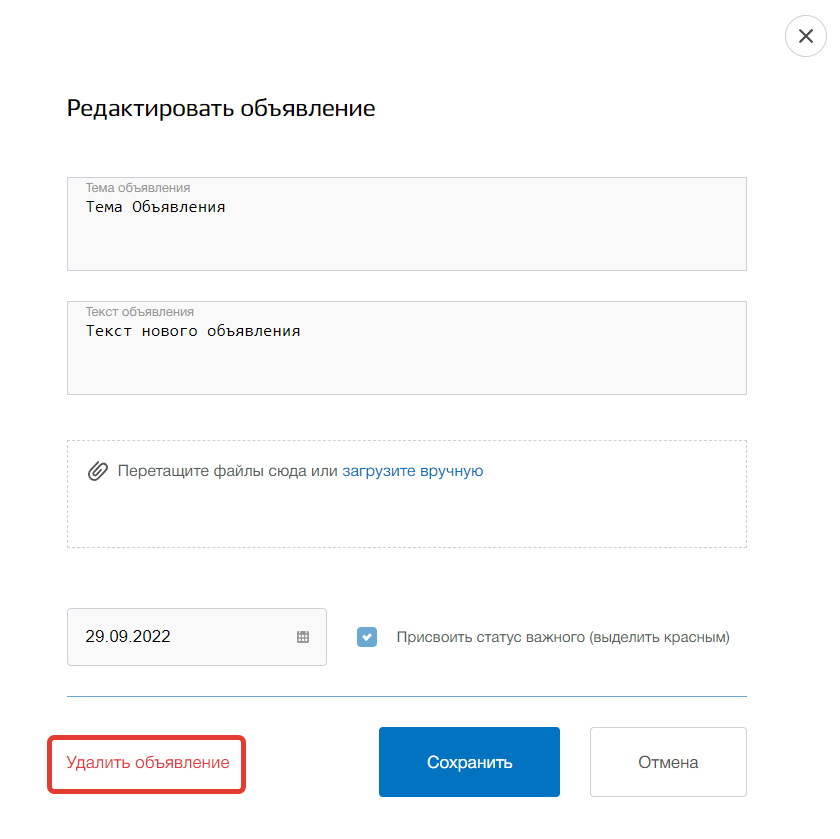 Редактировать объявление
Тема объявления
Тема Объявления
Текст объявления
Текст нового объявления
Перетащите файлы сюда или загрузите вручную
29.09.2022
Присвоить статус важного (выделить красным)
Удалить объявление
Сохранить
Отмена